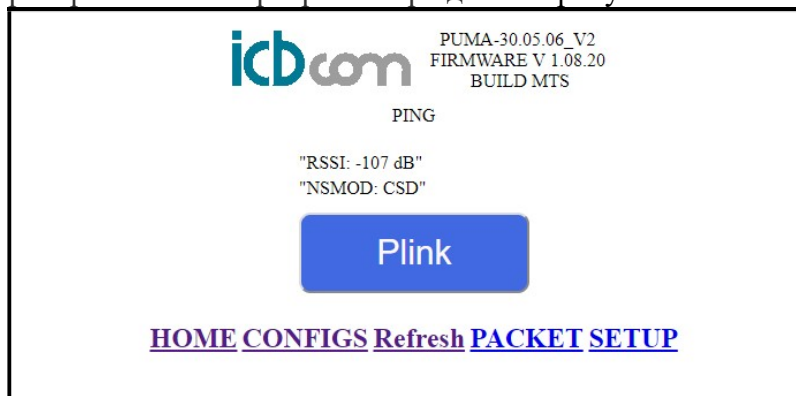 icbcom
PUMA-30.05.06_V2
FIRMWARE V 1.08.20
BUILD MTS
PING
"RSSI: -107 dB"
"NSMOD: CSD"
Plink
HOME CONFIGS Refresh PACKET SETUP